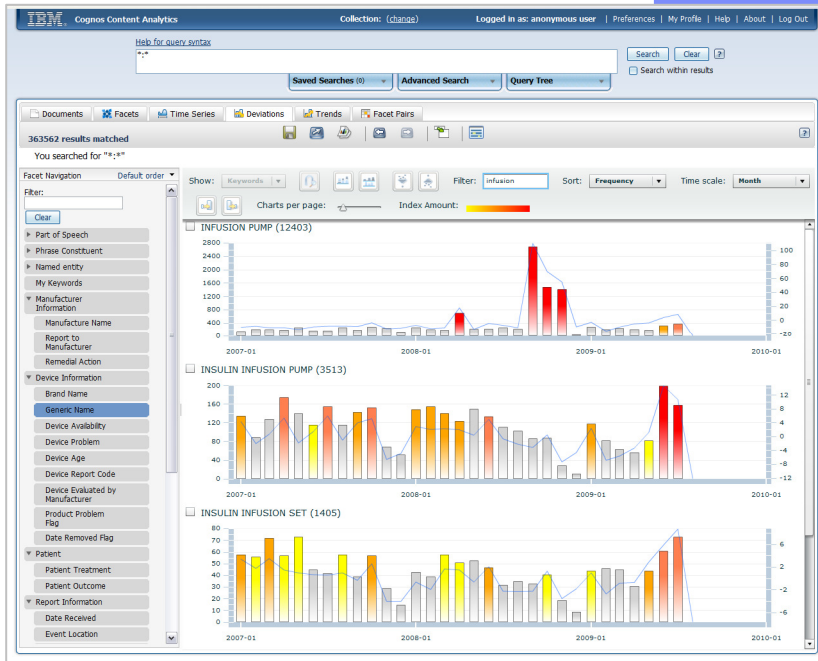 IBM. Cognos Content Analytics Collection: (change) Logged in as: anonymous user | Preferences | My Profile | Help | About | Log Out
Help for query syntax
*:*
Search Clear ?
Search within results
Saved Searches (0) Advanced Search Query Tree
Documents Facets Time Series Deviations Trends Facet Pairs
363562 results matched ?
You searched for "*:*"
Facet Navigation Default order
Filter:
Clear
Part of Speech
Phrase Constituent
Named entity
My Keywords
Manufacturer
Information
Manufacture Name
Report to
Manufacturer
Remedial Action
Device Information
Brand Name
Generic Name
Device Availability
Device Problem
Device Age
Device Report Code
Device Evaluated by
Manufacturer
Product Problem
Flag
Date Removed Flag
Patient
Patient Treatment
Patient Outcome
Report Information
Date Received
Event Location
Show: Keywords Filter: infusion Sort: Frequency Time scale: Month
Charts per page: Index Amount:
INFUSION PUMP (12403)
2800
2400
2000
1600
1200
800
400
0
100
80
60
40
20
0
-20
2007-01 2008-01 2009-01 2010-01
INSULIN INFUSION PUMP (3513)
200
160
120
80
40
0
12
8
4
0
-4
-8
-12
2007-01 2008-01 2009-01 2010-01
INSULIN INFUSION SET (1405)
80
70
60
50
40
30
20
10
0
6
2
-2
-6
2007-01 2008-01 2009-01 2010-01